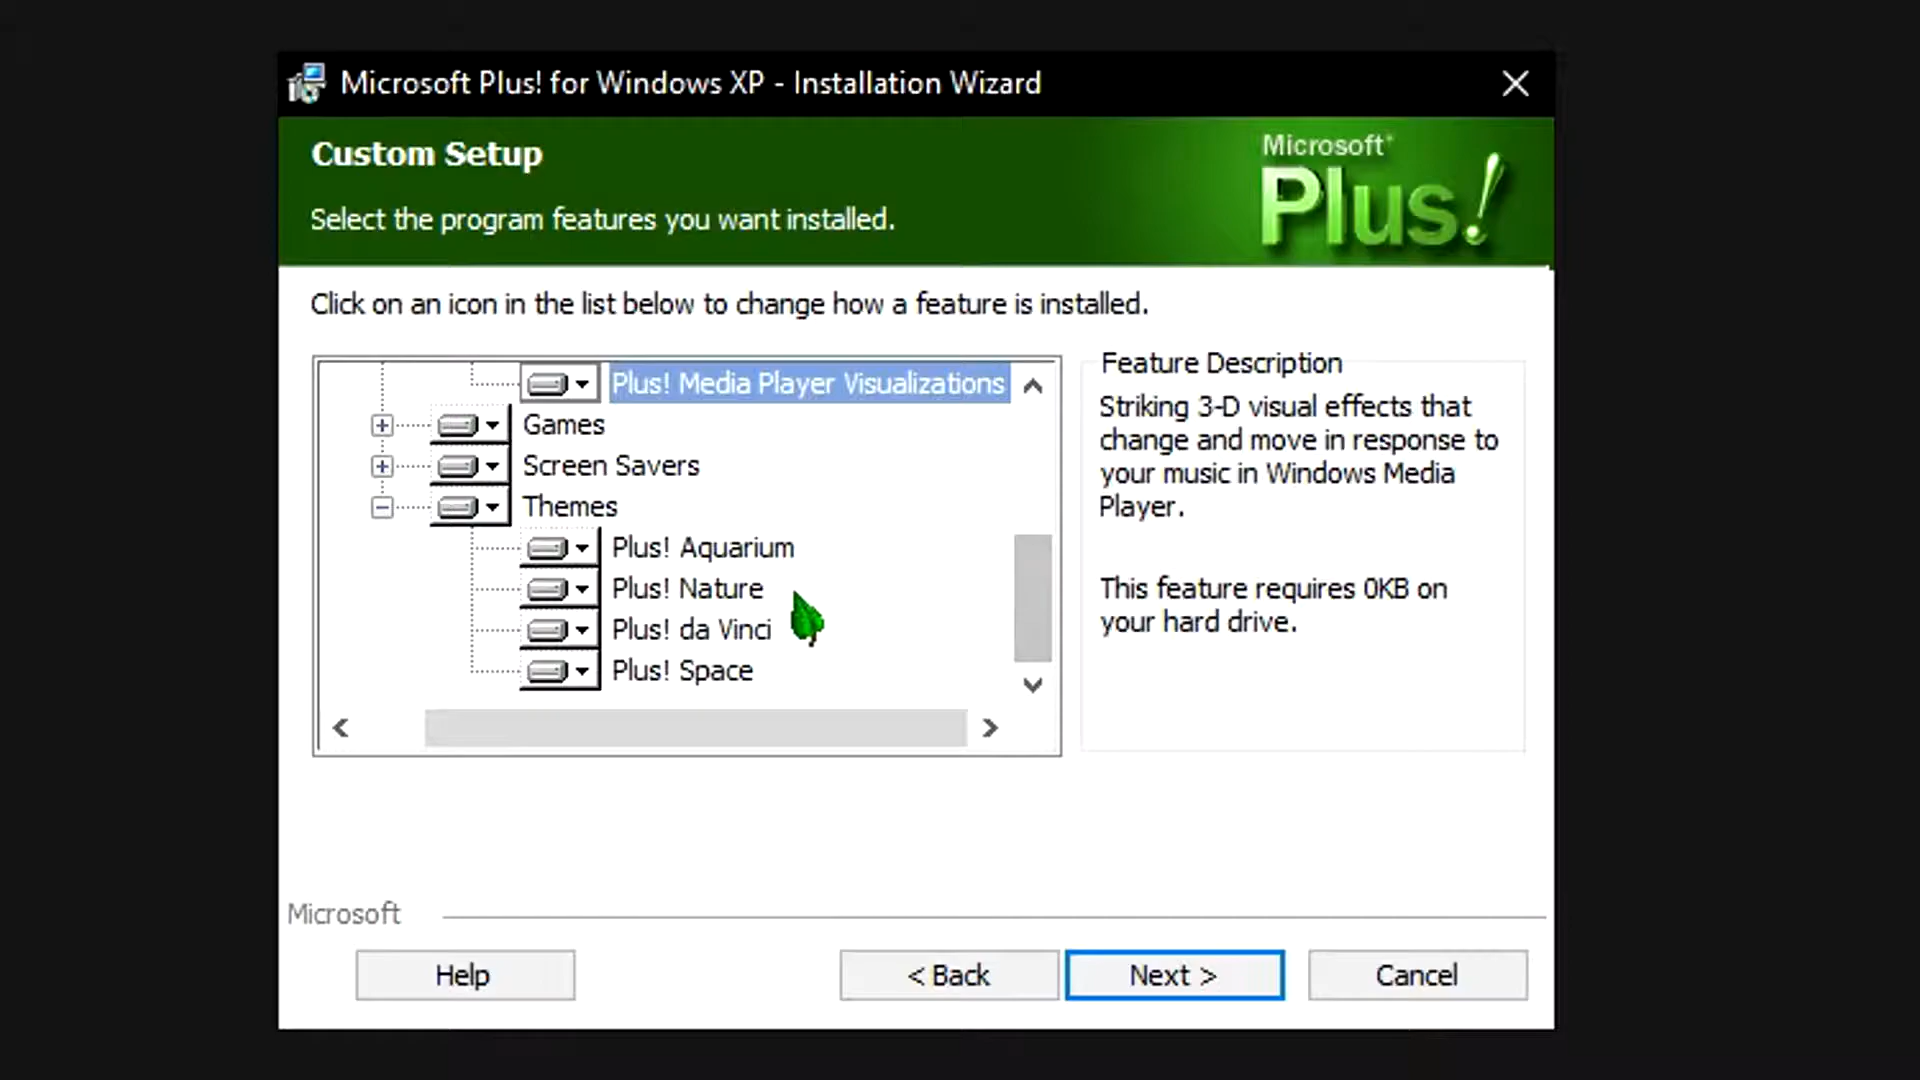 Microsoft Plus! for Windows XP - Installation Wizard
Custom Setup
Select the program features you want installed.
Microsoft
Plus!
Click on an icon in the list below to change how a feature is installed.
Plus! Media Player Visualizations
Games
Screen Savers
Themes
Plus! Aquarium
Plus! Nature
Plus! da Vinci
Plus! Space
Feature Description
Striking 3-D visual effects that
change and move in response to
your music in Windows Media
Player.
This feature requires 0KB on
your hard drive.
Microsoft
Help
< Back
Next >
Cancel